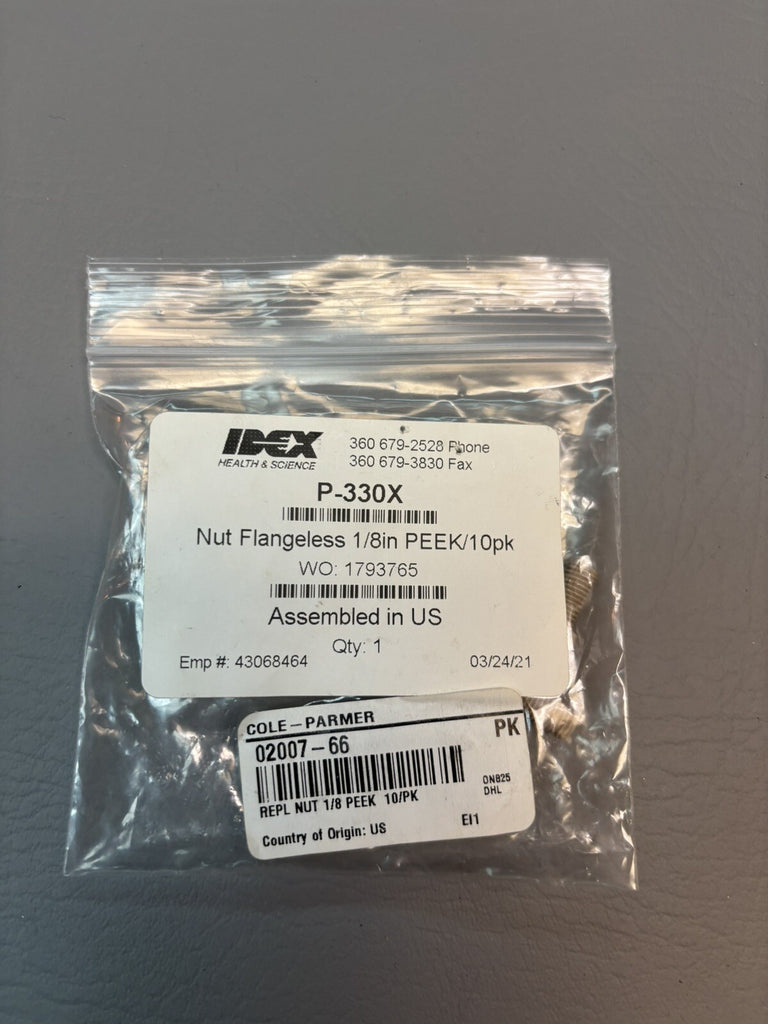 IDEX
HEALTH & SCIENCE
360 679-2528 Phone
360 679-3830 Fax
P-330X
Nut Flangeless 1/8in PEEK/10pk
WO: 1793765
Assembled in US
Qty: 1
Emp #: 43068464
03/24/21
COLE-PARMER
02007-66
PK
DN825
DHL
REPL NUT 1/8 PEEK 10/PK
Country of Origin: US
EI1